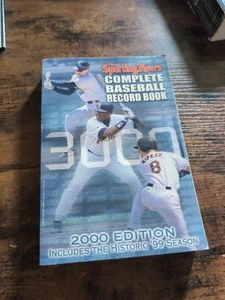 Sporting News
COMPLETE
BASEBALL
RECORD BOOK
3000
RIPKEN
8
2000 EDITION
INCLUDES THE HISTORIC '99 SEASON